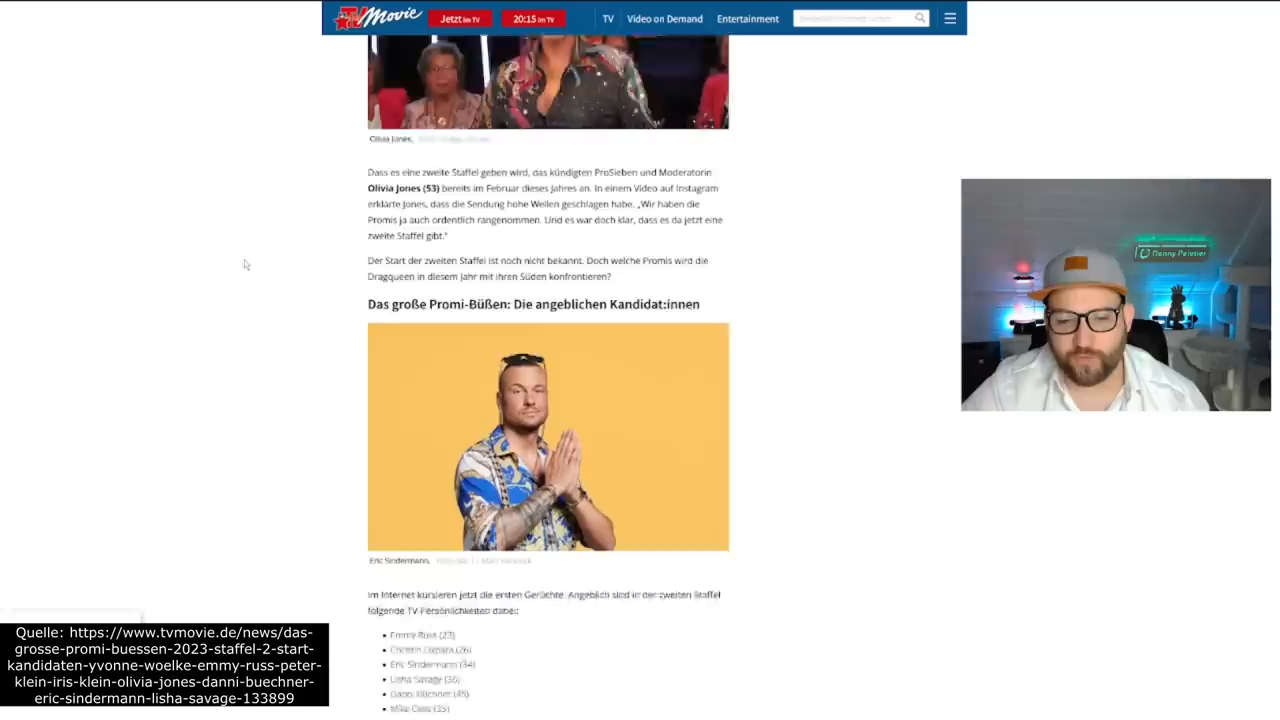 TVMovie
Jetzt im TV
20:15 im TV
TV
Video on Demand
Entertainment
Olivia Jones,
Dass es eine zweite Staffel geben wird, das kündigten ProSieben und Moderatorin
Olivia Jones (53) bereits im Februar dieses Jahres an. In einem Video auf Instagram
erklärte Jones, dass die Sendung hohe Wellen geschlagen habe. „Wir haben die
Promis ja auch ordentlich rangenommen. Und es war doch klar, dass es da jetzt eine
zweite Staffel gibt."
Der Start der zweiten Staffel ist noch nicht bekannt. Doch welche Promis wird die
Dragqueen in diesem Jahr mit ihren Süden konfrontieren?
Das große Promi-Büßen: Die angeblichen Kandidat:innen
Eric Sindermann,
Im Internet kursieren jetzt die ersten Gerüchte. Angeblich sind in der zweiten Staffel
folgende TV-Persönlichkeiten dabei:
Emmy Russ (23)
Eric Sindermann (34)
Lisha Savage (36)
Danni Büchner (45)
Mike Cees (35)
Danny Peletier
Quelle: https://www.tvmovie.de/news/das-
grosse-promi-buessen-2023-staffel-2-start-
kandidaten-yvonne-woelke-emmy-russ-peter-
klein-iris-klein-olivia-jones-danni-buechner-
eric-sindermann-lisha-savage-133899